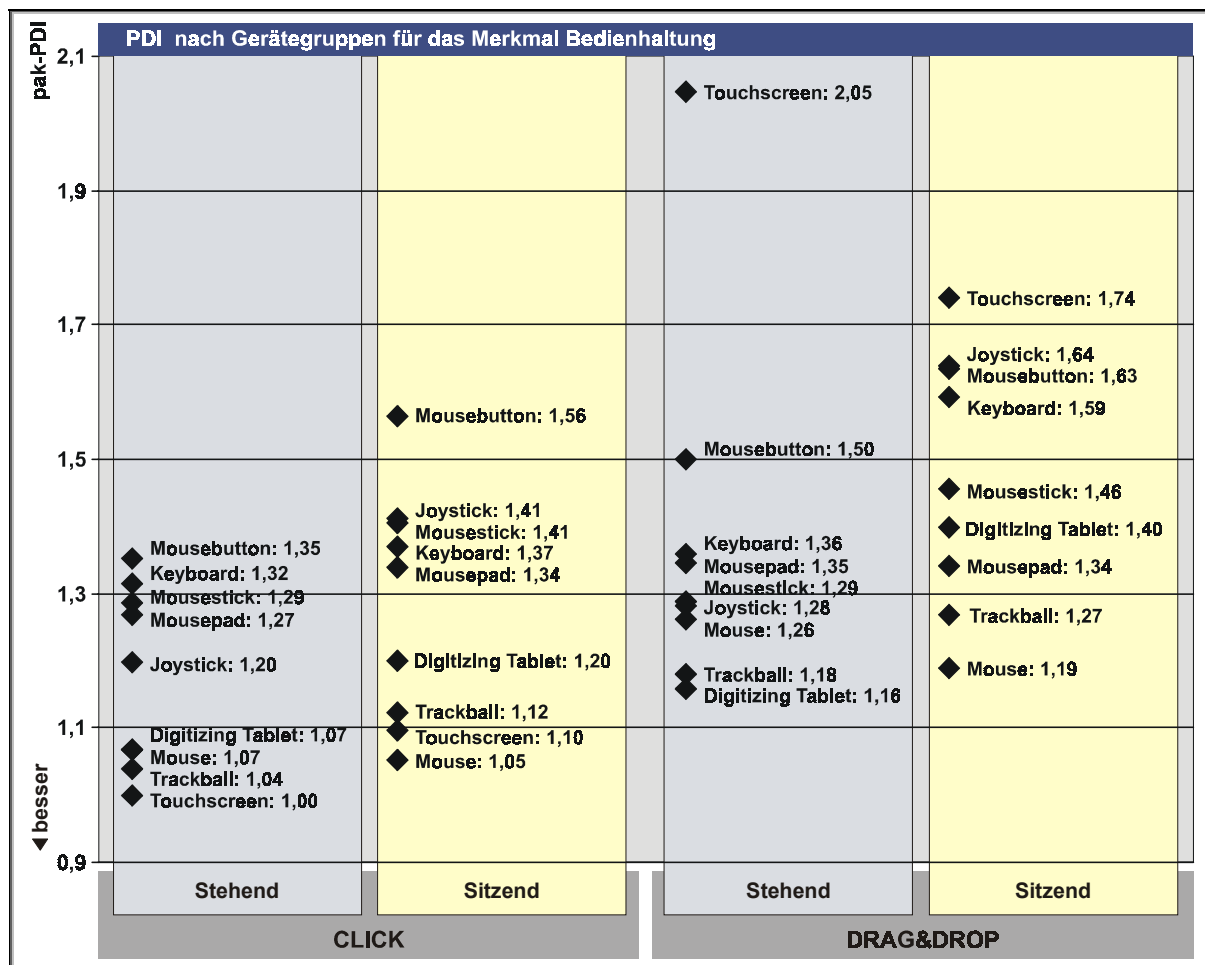 PDI nach Gerätegruppen für das Merkmal Bedienhaltung
pak-PDI
2,1
1,9
1,7
1,5
1,3
1,1
0,9
◄ besser
Mousebutton: 1,35
Keyboard: 1,32
Mousestick: 1,29
Mousepad: 1,27
Joystick: 1,20
Digitizing Tablet: 1,07
Mouse: 1,07
Trackball: 1,04
Touchscreen: 1,00
Mousebutton: 1,56
Joystick: 1,41
Mousestick: 1,41
Keyboard: 1,37
Mousepad: 1,34
Digitizing Tablet: 1,20
Trackball: 1,12
Touchscreen: 1,10
Mouse: 1,05
Touchscreen: 2,05
Mousebutton: 1,50
Keyboard: 1,36
Mousepad: 1,35
Mousestick: 1,29
Joystick: 1,28
Mouse: 1,26
Trackball: 1,18
Digitizing Tablet: 1,16
Touchscreen: 1,74
Joystick: 1,64
Mousebutton: 1,63
Keyboard: 1,59
Mousestick: 1,46
Digitizing Tablet: 1,40
Mousepad: 1,34
Trackball: 1,27
Mouse: 1,19
Stehend
Sitzend
Stehend
Sitzend
CLICK
DRAG&DROP